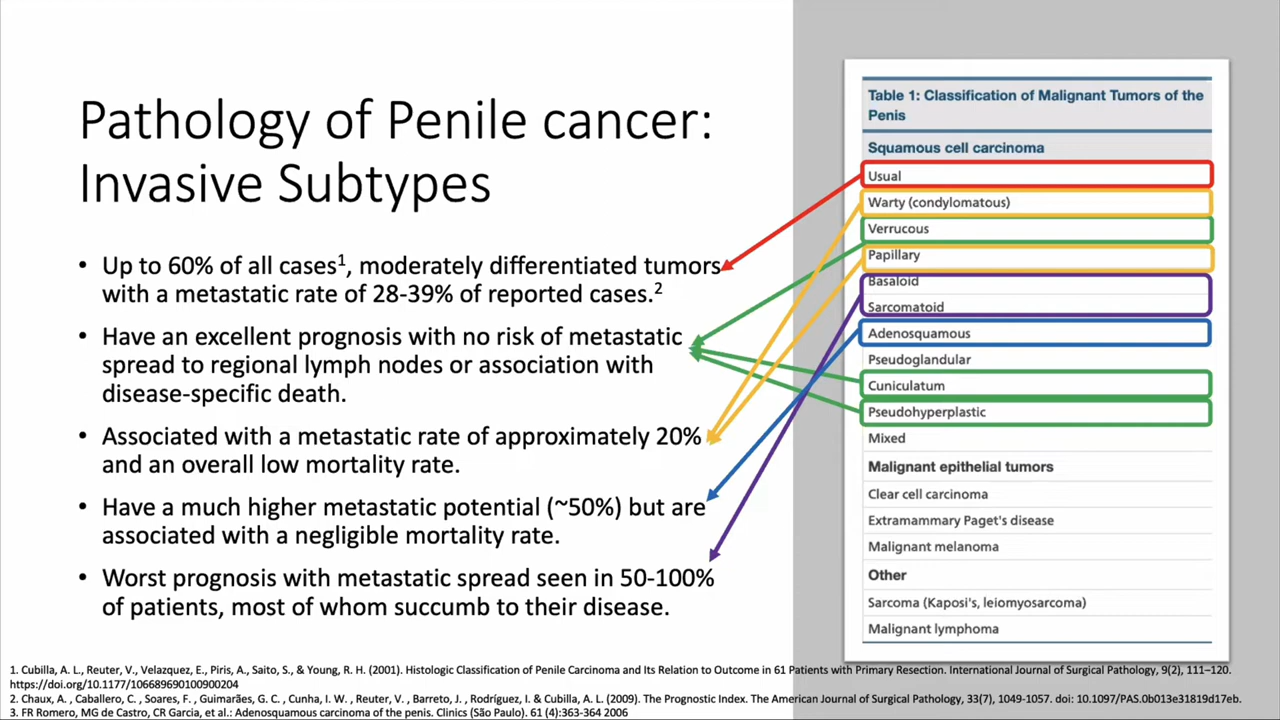 Pathology of Penile cancer:
Invasive Subtypes
• Up to 60% of all cases1, moderately differentiated tumors
with a metastatic rate of 28-39% of reported cases.2
• Have an excellent prognosis with no risk of metastatic
spread to regional lymph nodes or association with
disease-specific death.
• Associated with a metastatic rate of approximately 20%
and an overall low mortality rate.
• Have a much higher metastatic potential (~50%) but are
associated with a negligible mortality rate.
• Worst prognosis with metastatic spread seen in 50-100%
of patients, most of whom succumb to their disease.
Table 1: Classification of Malignant Tumors of the
Penis
Squamous cell carcinoma
Usual
Warty (condylomatous)
Verrucous
Papillary
Basaloid
Sarcomatoid
Adenosquamous
Pseudoglandular
Cuniculatum
Pseudohyperplastic
Mixed
Malignant epithelial tumors
Clear cell carcinoma
Extramammary Paget's disease
Malignant melanoma
Other
Sarcoma (Kaposi's, leiomyosarcoma)
Malignant lymphoma
1. Cubilla, A. L., Reuter, V., Velazquez, E., Piris, A., Saito, S., & Young, R. H. (2001). Histologic Classification of Penile Carcinoma and Its Relation to Outcome in 61 Patients with Primary Resection. International Journal of Surgical Pathology, 9(2), 111–120.
https://doi.org/10.1177/106689690100900204
2. Chaux, A. , Caballero, C. , Soares, F. , Guimarães, G. C. , Cunha, I. W. , Reuter, V. , Barreto, J. , Rodríguez, I. & Cubilla, A. L. (2009). The Prognostic Index. The American Journal of Surgical Pathology, 33(7), 1049-1057. doi: 10.1097/PAS.0b013e31819d17eb.
3. FR Romero, MG de Castro, CR Garcia, et al.: Adenosquamous carcinoma of the penis. Clinics (São Paulo). 61 (4):363-364 2006